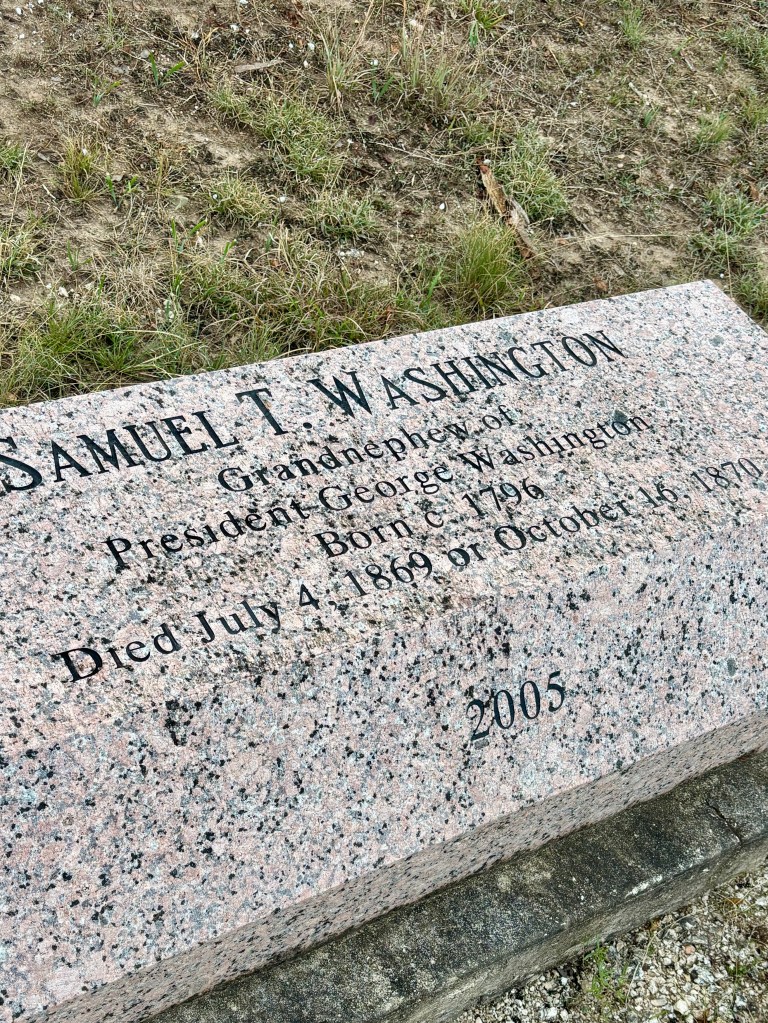 SAMUEL T. WASHINGTON
Grandnephew of
President George Washington
Born c 1796
Died July 4, 1869 or October 16, 1870
2005